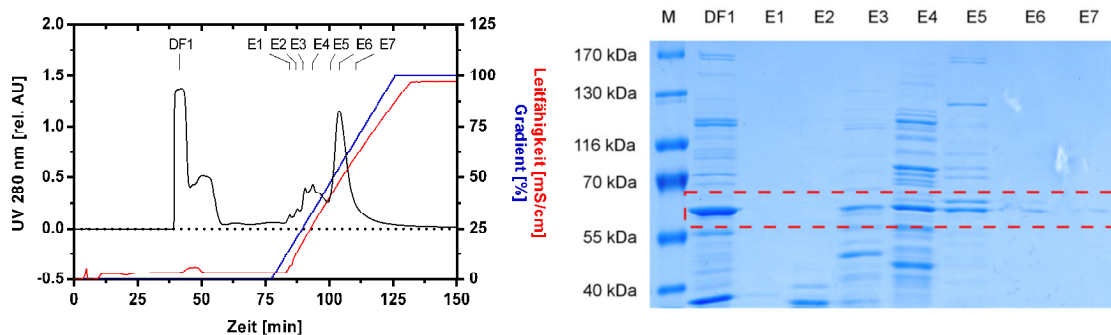 DF1 E1 E2 E3 E4 E5 E6 E7
UV 280 nm [rel. AU]
2.0
1.5
1.0
0.5
0.0
-0.5
0 25 50 75 100 125 150
Zeit [min]
125
100
75
50
25
0
Gradient [%]
Leitfähigkeit [mS/cm]
M DF1 E1 E2 E3 E4 E5 E6 E7
170 kDa
130 kDa
116 kDa
70 kDa
55 kDa
40 kDa